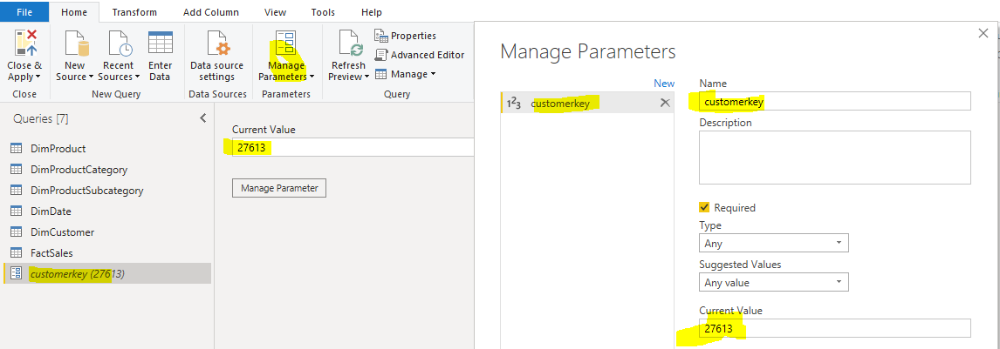 File Home Transform Add Column View Tools Help
Close & Apply
New Source
Recent Sources
Enter Data
Data source settings
Manage Parameters
Refresh Preview
Properties
Advanced Editor
Manage
Close New Query Data Sources Parameters Query
Queries [7]
DimProduct
DimProductCategory
DimProductSubcategory
DimDate
DimCustomer
FactSales
customerkey (27613)
Current Value
27613
Manage Parameter
Manage Parameters
New
1²3 customerkey
Name
customerkey
Description
Required
Type
Any
Suggested Values
Any value
Current Value
27613